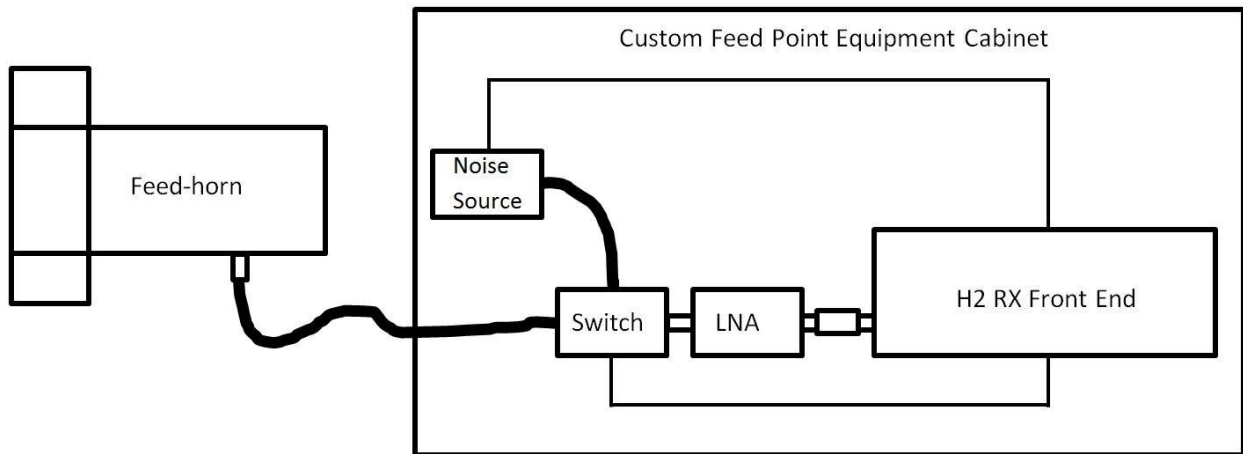 Custom Feed Point Equipment Cabinet
Feed-horn
Noise
Source
Switch
LNA
H2 RX Front End